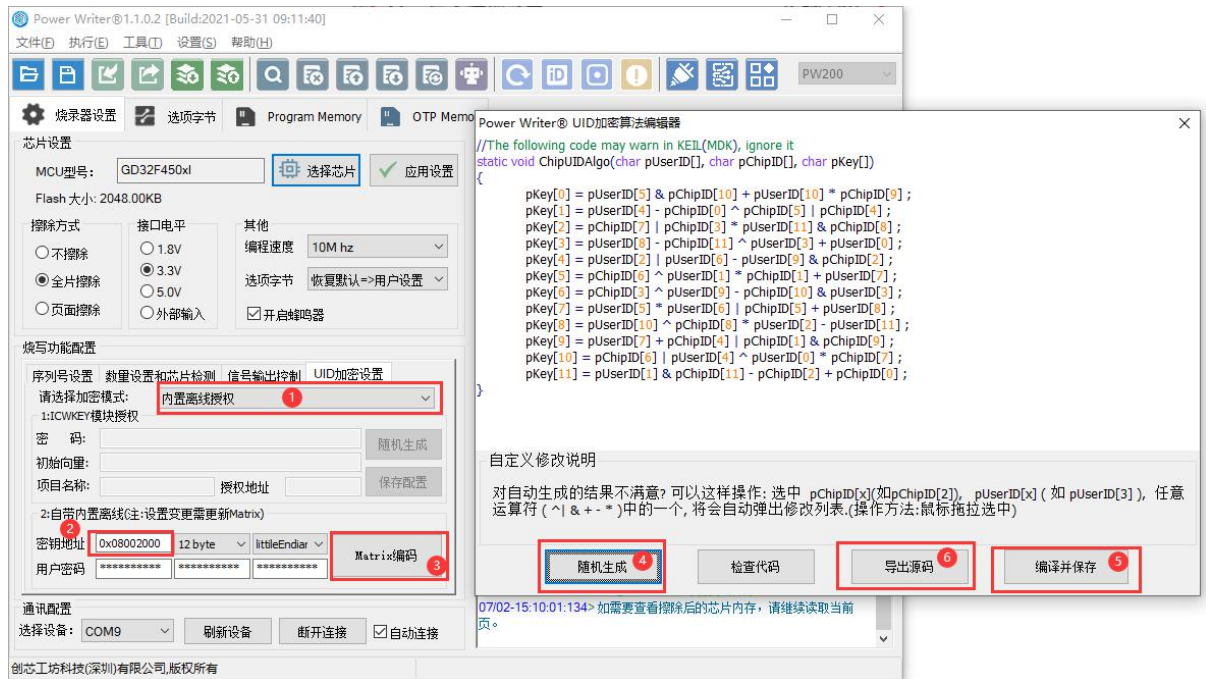 Power Writer®1.1.0.2 [Build:2021-05-31 09:11:40]
文件(F) 执行(E) 工具(T) 设置(S) 帮助(H)
PW200
烧录器设置 选项字节 Program Memory OTP Memo
芯片设置
MCU型号: GD32F450xI 选择芯片 应用设置
Flash 大小: 2048.00KB
擦除方式 接口电平 其他
不擦除
全片擦除
页面擦除
1.8V
3.3V
5.0V
外部输入
编程速度 10M hz
选项字节 恢复默认=>用户设置
开启蜂鸣器
烧写功能配置
序列号设置 数量设置和芯片检测 信号输出控制 UID加密设置
请选择加密模式: 内置离线授权 1
1:ICWKEY模块授权
密 码: 随机生成
初始向量:
项目名称: 授权地址 保存配置
2:自带内置离线(注:设置变更需更新Matrix)
2
密钥地址 0x08002000 12 byte littleEndiar Matrix编码 3
用户密码 ********** ********** **********
通讯配置
选择设备: COM9 刷新设备 断开连接 自动连接
创芯工坊科技(深圳)有限公司,版权所有
Power Writer® UID加密算法编辑器
//The following code may warn in KEIL(MDK), ignore it
static void ChipUIDAlgo(char pUserID[], char pChipID[], char pKey[])
{
pKey[0] = pUserID[5] & pChipID[10] + pUserID[10] * pChipID[9] ;
pKey[1] = pUserID[4] - pChipID[0] ^ pChipID[5] | pChipID[4] ;
pKey[2] = pChipID[7] | pChipID[3] * pUserID[11] & pChipID[8] ;
pKey[3] = pUserID[8] - pChipID[11] ^ pUserID[3] + pUserID[0] ;
pKey[4] = pUserID[2] | pUserID[6] - pUserID[9] & pChipID[2] ;
pKey[5] = pChipID[6] ^ pUserID[1] * pChipID[1] + pUserID[7] ;
pKey[6] = pChipID[3] ^ pUserID[9] - pChipID[10] & pUserID[3] ;
pKey[7] = pUserID[5] * pUserID[6] | pChipID[5] + pUserID[8] ;
pKey[8] = pUserID[10] ^ pChipID[8] * pUserID[2] - pUserID[11] ;
pKey[9] = pUserID[7] + pChipID[4] | pChipID[1] & pChipID[9] ;
pKey[10] = pChipID[6] | pUserID[4] ^ pUserID[0] * pChipID[7] ;
pKey[11] = pUserID[1] & pChipID[11] - pChipID[2] + pChipID[0] ;
}
自定义修改说明
对自动生成的结果不满意? 可以这样操作: 选中 pChipID[x](如pChipID[2]), pUserID[x] ( 如 pUserID[3] ), 任意
运算符 ( ^| & + - * )中的一个, 将会自动弹出修改列表.(操作方法:鼠标拖拉选中)
随机生成 4 检查代码 导出源码 6 编译并保存 5
07/02-15:10:01:134> 如需要查看擦除后的芯片内存，请继续读取当前
页。